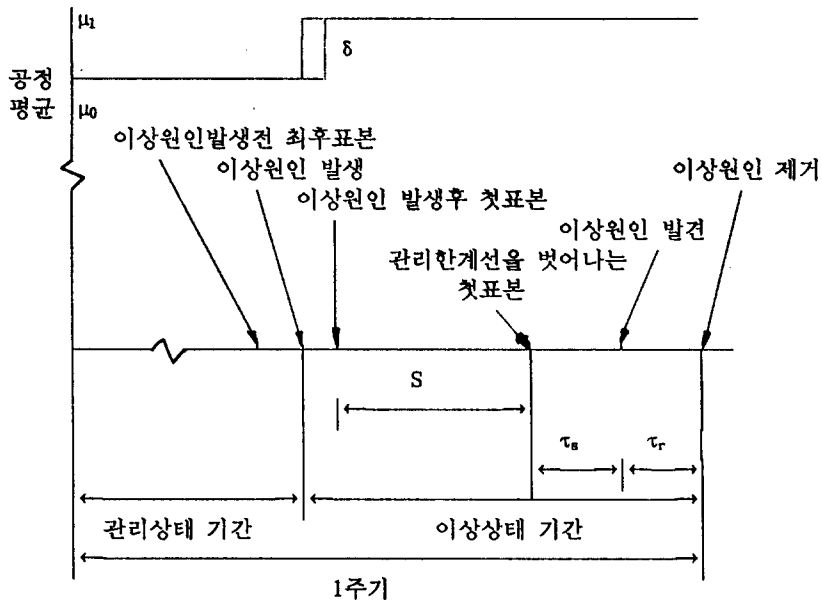 μ₁
δ
공정
평균
μ₀
이상원인발생전 최후표본
이상원인 발생
이상원인 제거
이상원인 발생후 첫표본
이상원인 발견
관리한계선을 벗어나는
첫표본
S
τₛ
τᵣ
관리상태 기간
이상상태 기간
1주기